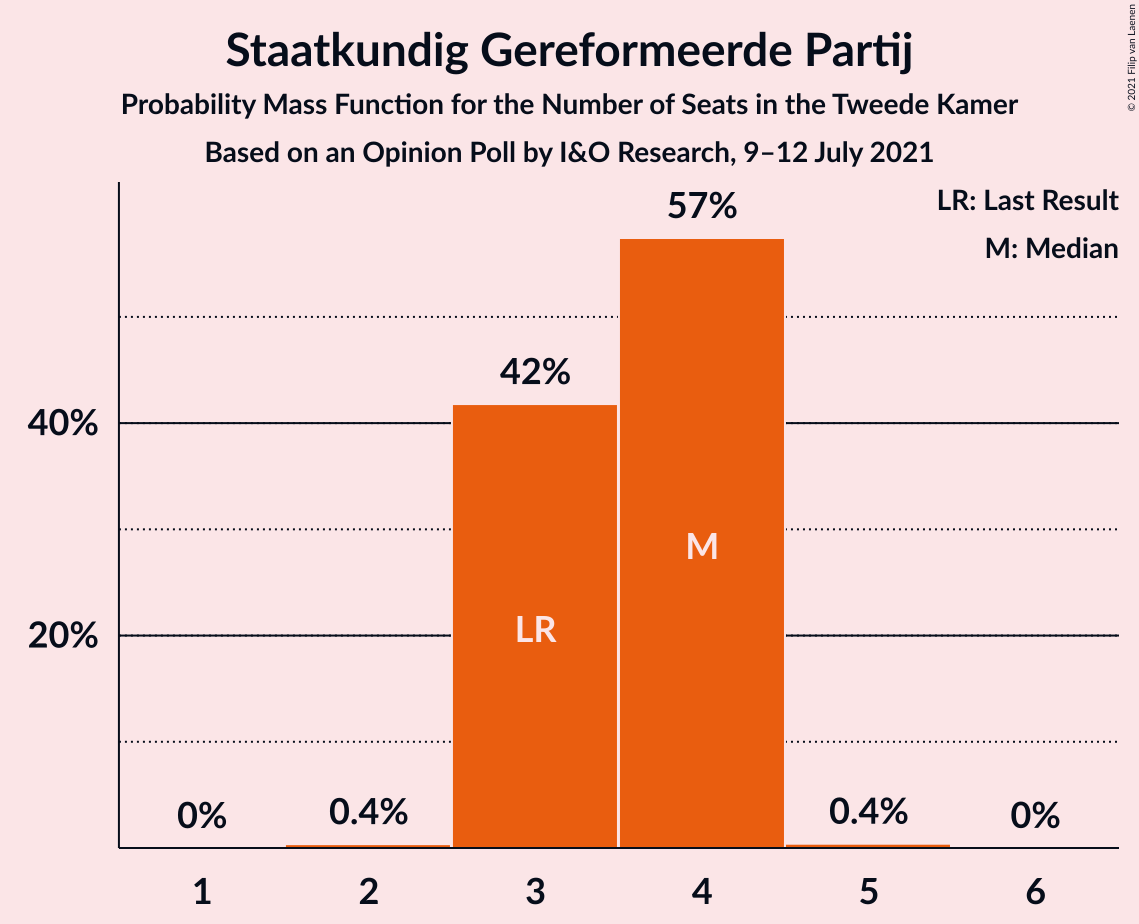 Staatkundig Gereformeerde Partij
Probability Mass Function for the Number of Seats in the Tweede Kamer
Based on an Opinion Poll by I&O Research, 9–12 July 2021
© 2021 Filip van Laenen
LR: Last Result
M: Median
57%
42%
40%
M
LR
20%
0%
0.4%
0.4%
0%
1
2
3
4
5
6